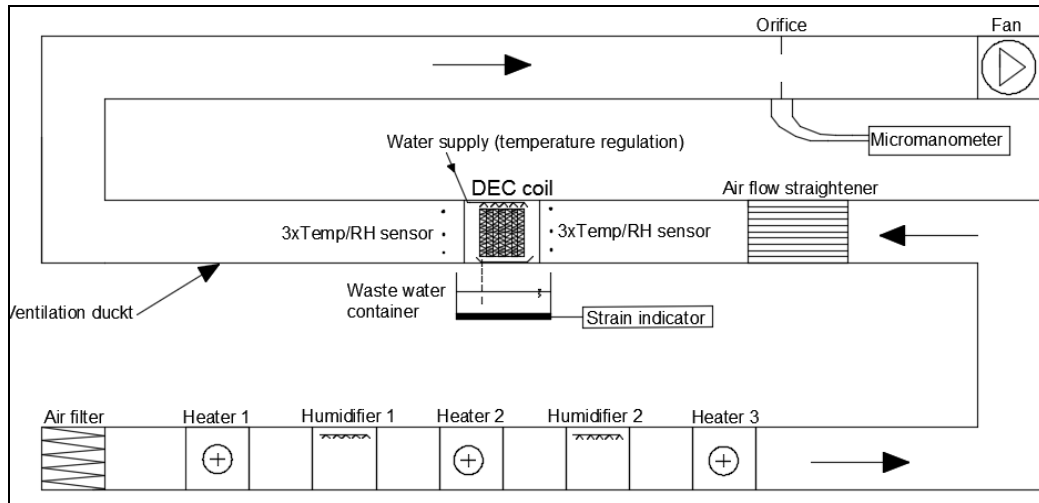 Orifice
Fan
Micromanometer
Water supply (temperature regulation)
DEC coil
Air flow straightener
3xTemp/RH sensor
3xTemp/RH sensor
Waste water
container
Strain indicator
Ventilation duckt
Air filter
Heater 1
Humidifier 1
Heater 2
Humidifier 2
Heater 3